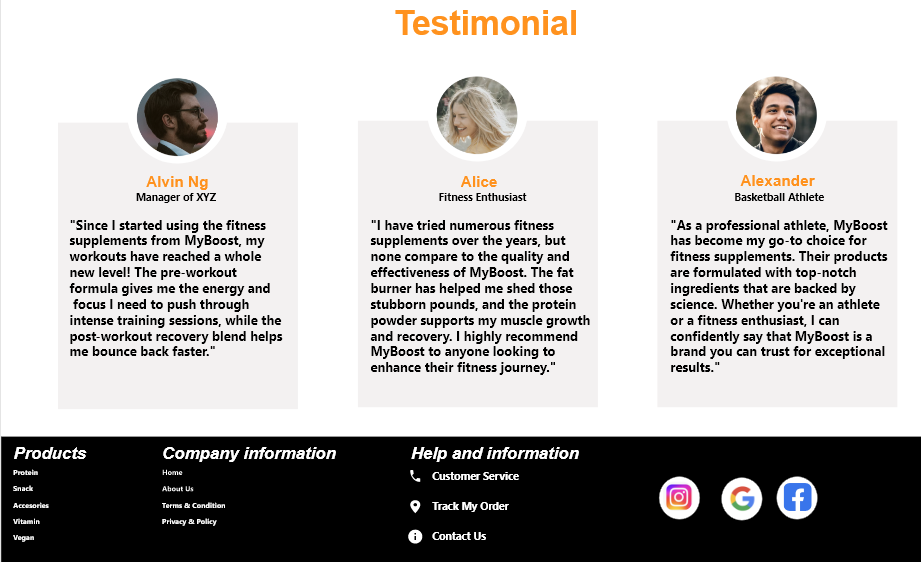 Testimonial
Alvin Ng
Manager of XYZ
"Since I started using the fitness
supplements from MyBoost, my
workouts have reached a whole
new level! The pre-workout
formula gives me the energy and
focus I need to push through
intense training sessions, while the
post-workout recovery blend helps
me bounce back faster."
Alice
Fitness Enthusiast
"I have tried numerous fitness
supplements over the years, but
none compare to the quality and
effectiveness of MyBoost. The fat
burner has helped me shed those
stubborn pounds, and the protein
powder supports my muscle growth
and recovery. I highly recommend
MyBoost to anyone looking to
enhance their fitness journey."
Alexander
Basketball Athlete
"As a professional athlete, MyBoost
has become my go-to choice for
fitness supplements. Their products
are formulated with top-notch
ingredients that are backed by
science. Whether you're an athlete
or a fitness enthusiast, I can
confidently say that MyBoost is a
brand you can trust for exceptional
results."
Products
Protein
Snack
Accesories
Vitamin
Vegan
Company information
Home
About Us
Terms & Condition
Privacy & Policy
Help and information
Customer Service
Track My Order
Contact Us